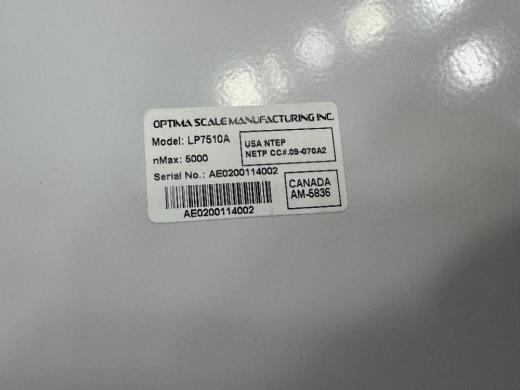 OPTIMA SCALE MANUFACTURING INC.
Model: LP7510A
nMax: 5000
USA NTEP
NETP CC#.09-070A2
Serial No.: AE0200114002
AE0200114002
CANADA
AM-5836